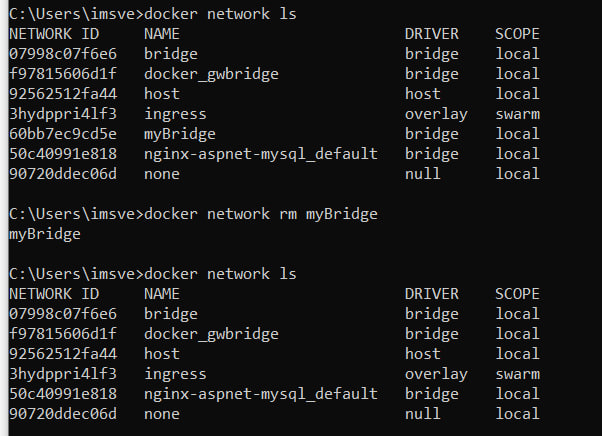 C:\Users\imsve>docker network ls
NETWORK ID     NAME                          DRIVER    SCOPE
07998c07f6e6   bridge                        bridge    local
f97815606d1f   docker_gwbridge               bridge    local
92562512fa44   host                          host      local
3hydppri4lf3   ingress                       overlay   swarm
60bb7ec9cd5e   myBridge                      bridge    local
50c40991e818   nginx-aspnet-mysql_default    bridge    local
90720ddec06d   none                          null      local
C:\Users\imsve>docker network rm myBridge
myBridge
C:\Users\imsve>docker network ls
NETWORK ID     NAME                          DRIVER    SCOPE
07998c07f6e6   bridge                        bridge    local
f97815606d1f   docker_gwbridge               bridge    local
92562512fa44   host                          host      local
3hydppri4lf3   ingress                       overlay   swarm
50c40991e818   nginx-aspnet-mysql_default    bridge    local
90720ddec06d   none                          null      local